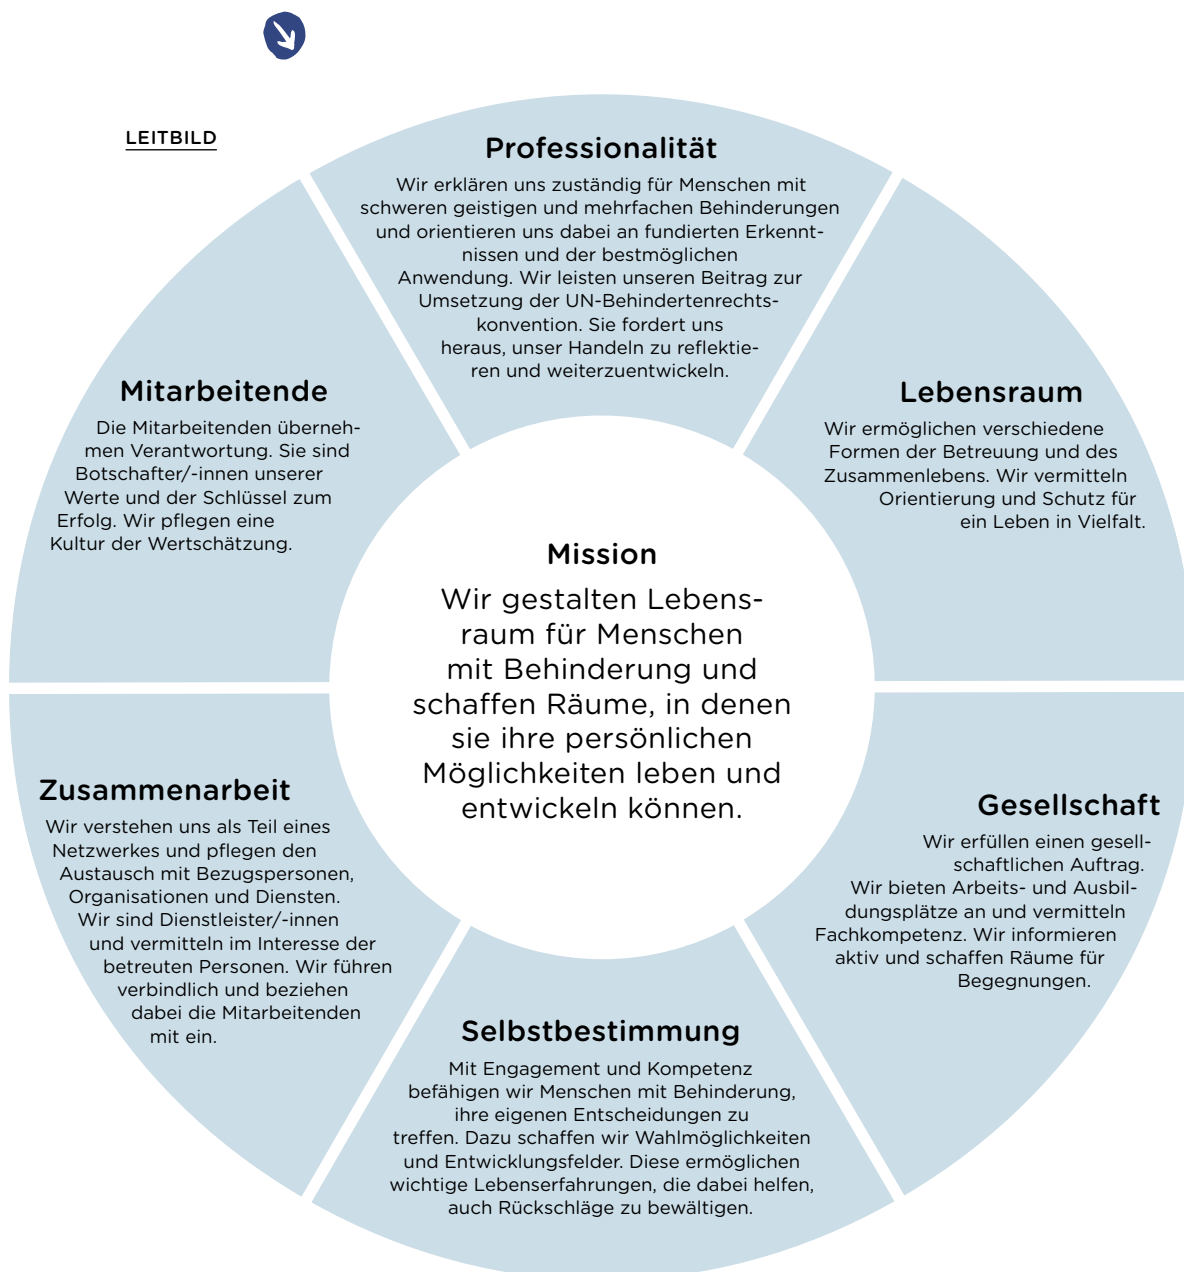 LEITBILD
Professionalität
Wir erklären uns zuständig für Menschen mit
schweren geistigen und mehrfachen Behinderungen
und orientieren uns dabei an fundierten Erkennt-
nissen und der bestmöglichen
Anwendung. Wir leisten unseren Beitrag zur
Umsetzung der UN-Behindertenrechts-
konvention. Sie fordert uns
heraus, unser Handeln zu reflektie-
ren und weiterzuentwickeln.
Lebensraum
Wir ermöglichen verschiedene
Formen der Betreuung und des
Zusammenlebens. Wir vermitteln
Orientierung und Schutz für
ein Leben in Vielfalt.
Mitarbeitende
Die Mitarbeitenden überneh-
men Verantwortung. Sie sind
Botschafter/-innen unserer
Werte und der Schlüssel zum
Erfolg. Wir pflegen eine
Kultur der Wertschätzung.
Mission
Wir gestalten Lebens-
raum für Menschen
mit Behinderung und
schaffen Räume, in denen
sie ihre persönlichen
Möglichkeiten leben und
entwickeln können.
Zusammenarbeit
Wir verstehen uns als Teil eines
Netzwerkes und pflegen den
Austausch mit Bezugspersonen,
Organisationen und Diensten.
Wir sind Dienstleister/-innen
und vermitteln im Interesse der
betreuten Personen. Wir führen
verbindlich und beziehen
dabei die Mitarbeitenden
mit ein.
Gesellschaft
Wir erfüllen einen gesell-
schaftlichen Auftrag.
Wir bieten Arbeits- und Ausbil-
dungsplätze an und vermitteln
Fachkompetenz. Wir informieren
aktiv und schaffen Räume für
Begegnungen.
Selbstbestimmung
Mit Engagement und Kompetenz
befähigen wir Menschen mit Behinderung,
ihre eigenen Entscheidungen zu
treffen. Dazu schaffen wir Wahlmöglichkeiten
und Entwicklungsfelder. Diese ermöglichen
wichtige Lebenserfahrungen, die dabei helfen,
auch Rückschläge zu bewältigen.